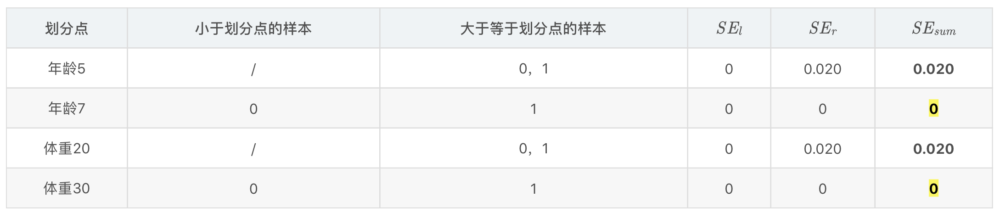 划分点 小于划分点的样本 大于等于划分点的样本 SE_l SE_r SE_sum
年龄5 / 0，1 0 0.020 0.020
年龄7 0 1 0 0 0
体重20 / 0，1 0 0.020 0.020
体重30 0 1 0 0 0